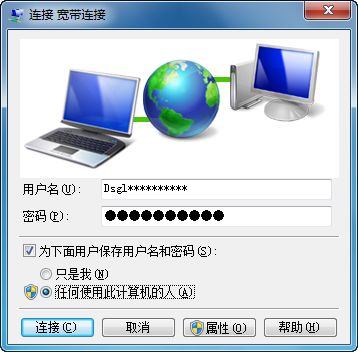 连接 宽带连接
用户名(U): Dsgl**********
密码(P): ●●●●●●●●●●
为下面用户保存用户名和密码(S):
只是我(N)
任何使用此计算机的人(A)
连接(C) 取消 属性(O) 帮助(H)